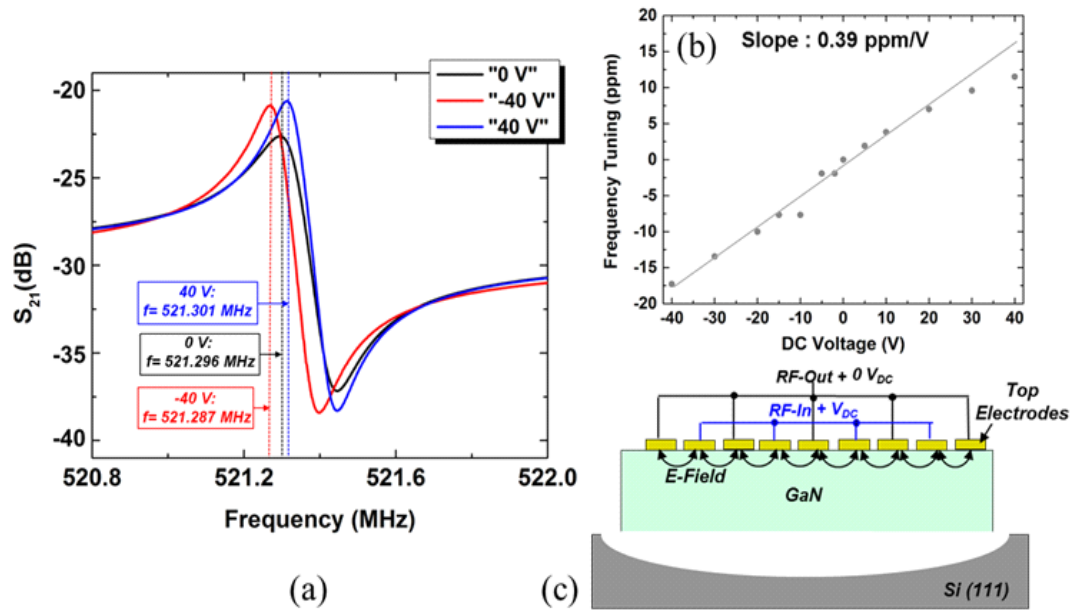 "0 V"
"-40 V"
"40 V"
-20
-25
-30
-35
-40
S21(dB)
40 V:
f= 521.301 MHz
0 V:
f= 521.296 MHz
-40 V:
f= 521.287 MHz
520.8 521.2 521.6 522.0
Frequency (MHz)
(a)
(b)
Slope : 0.39 ppm/V
20
15
10
5
0
-5
-10
-15
-20
Frequency Tuning (ppm)
-40 -30 -20 -10 0 10 20 30 40
DC Voltage (V)
RF-Out + 0 VDC
RF-In + VDC
Top
Electrodes
E-Field
GaN
Si (111)
(c)